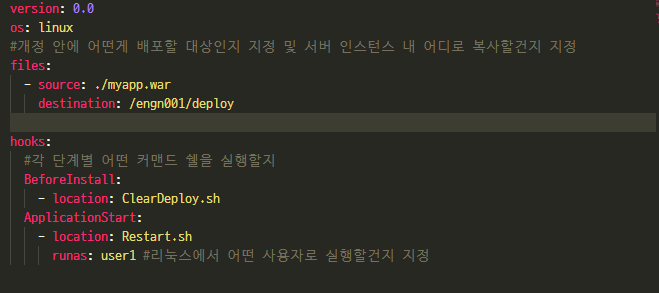 version: 0.0
os: linux
#개정 안에 어떤게 배포할 대상인지 지정 및 서버 인스턴스 내 어디로 복사할건지 지정
files:
  - source: ./myapp.war
    destination: /engn001/deploy
hooks:
  #각 단계별 어떤 커맨드 쉘을 실행할지
  BeforeInstall:
    - location: ClearDeploy.sh
  ApplicationStart:
    - location: Restart.sh
      runas: user1 #리눅스에서 어떤 사용자로 실행할건지 지정